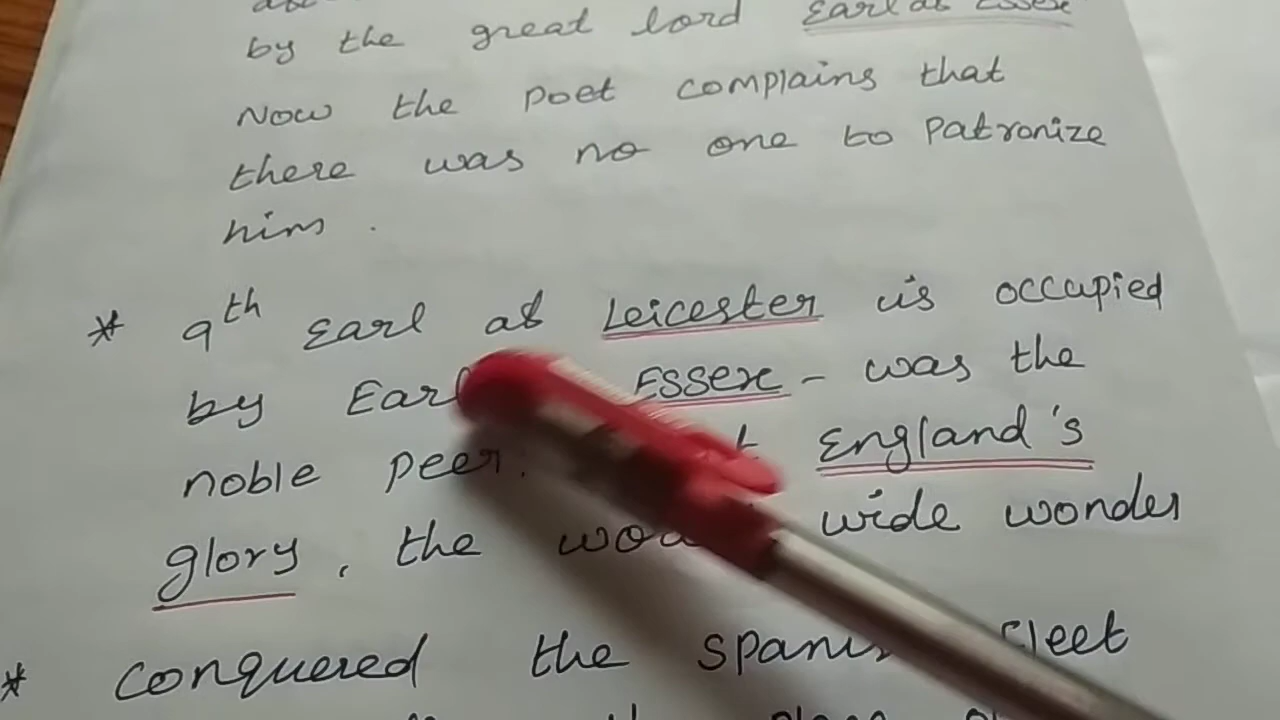 by the great lord Earl of Essex
Now the poet complains that
there was no one to patronize
him.
* 9th Earl of Leicester is occupied
by Earl Essex - was the
noble peer. England's
glory, the wide wonder
* conquered the Spanish fleet
the place